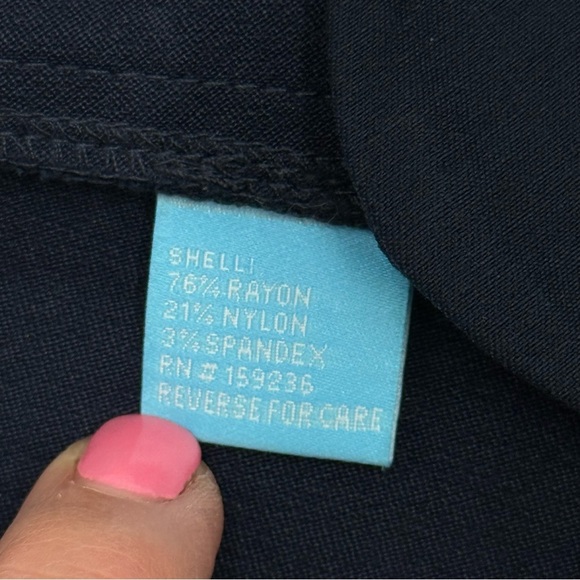 SHELL:
76% RAYON
21% NYLON
3% SPANDEX
RN # 159236
REVERSE FOR CARE